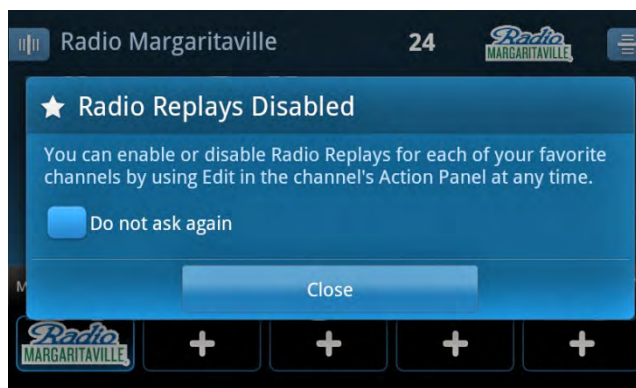 Radio Margaritaville 24 Radio MARGARITAVILLE
Radio Replays Disabled
You can enable or disable Radio Replays for each of your favorite
channels by using Edit in the channel's Action Panel at any time.
Do not ask again
Close
M
Radio
MARGARITAVILLE
+ + + +